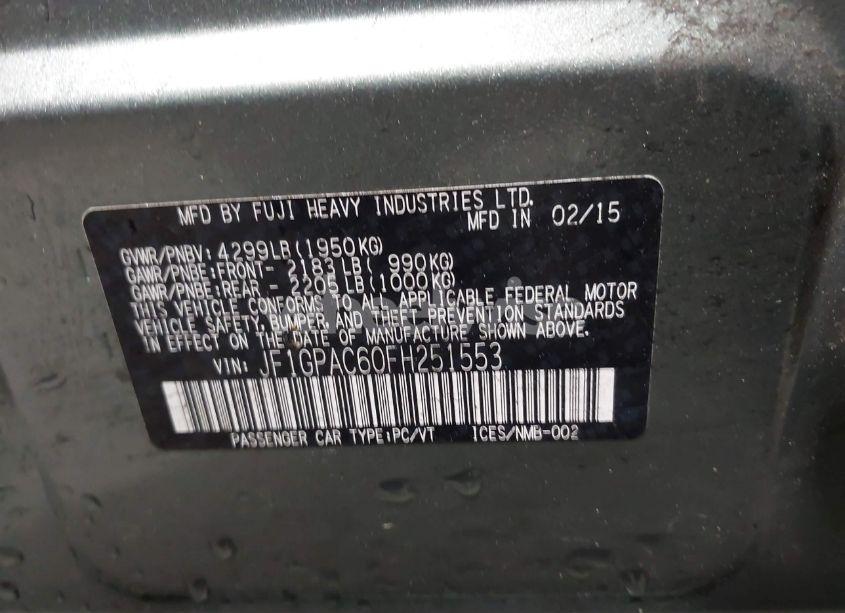 MFD BY FUJI HEAVY INDUSTRIES LTD.
MFD IN 02/15
GVWR/PNBV: 4299LB(1950KG)
GAWR/PNBE:FRONT- 2183LB( 990KG)
GAWR/PNBE:REAR - 2205LB(1000KG)
THIS VEHICLE CONFORMS TO ALL APPLICABLE FEDERAL MOTOR
VEHICLE SAFETY, BUMPER, AND THEFT PREVENTION STANDARDS
IN EFFECT ON THE DATE OF MANUFACTURE SHOWN ABOVE.
VIN: JF1GPAC60FH251553
PASSENGER CAR TYPE:PC/VT ICES/NMB-002